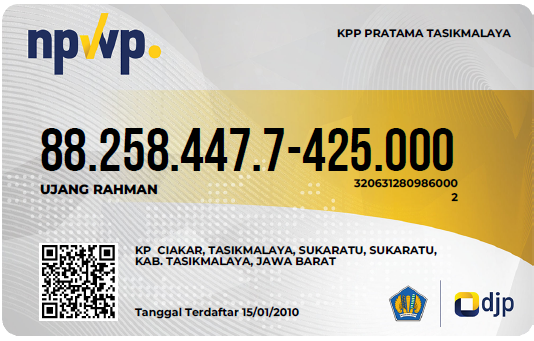 npwp.
KPP PRATAMA TASIKMALAYA
88.258.447.7-425.000
UJANG RAHMAN
320631280986000
2
KP CIAKAR, TASIKMALAYA, SUKARATU, SUKARATU,
KAB. TASIKMALAYA, JAWA BARAT
Tanggal Terdaftar 15/01/2010
djp